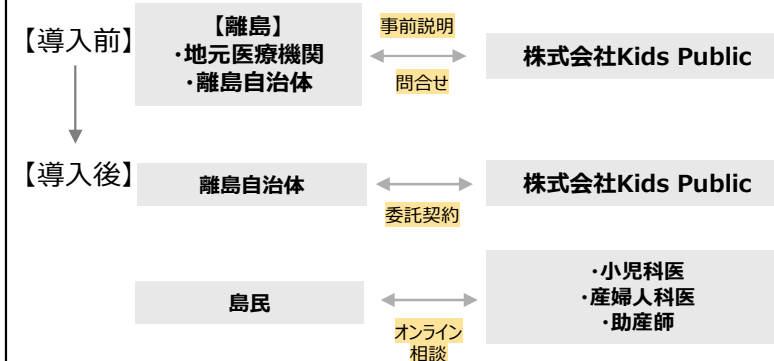 【導入前】
【離島】
・地元医療機関
・離島自治体
事前説明
問合せ
株式会社Kids Public
【導入後】
離島自治体
委託契約
株式会社Kids Public
島民
オンライン
相談
・小児科医
・産婦人科医
・助産師